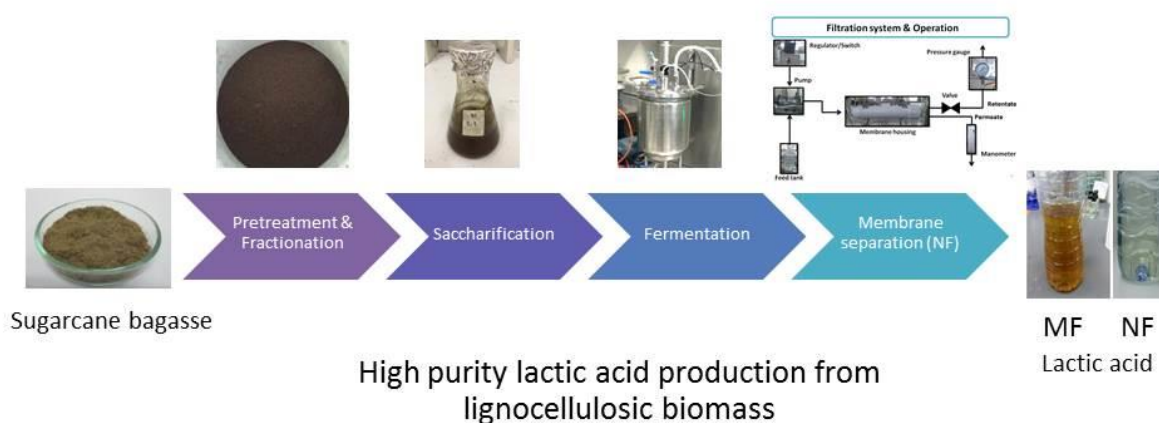 Filtration system & Operation
Regulator/Switch
Pressure gauge
Pump
Valve
Retentate
Permeate
Membrane housing
Manometer
Feed tank
Pretreatment &
Fractionation
Saccharification
Fermentation
Membrane
separation (NF)
Sugarcane bagasse
MF NF
Lactic acid
High purity lactic acid production from
lignocellulosic biomass